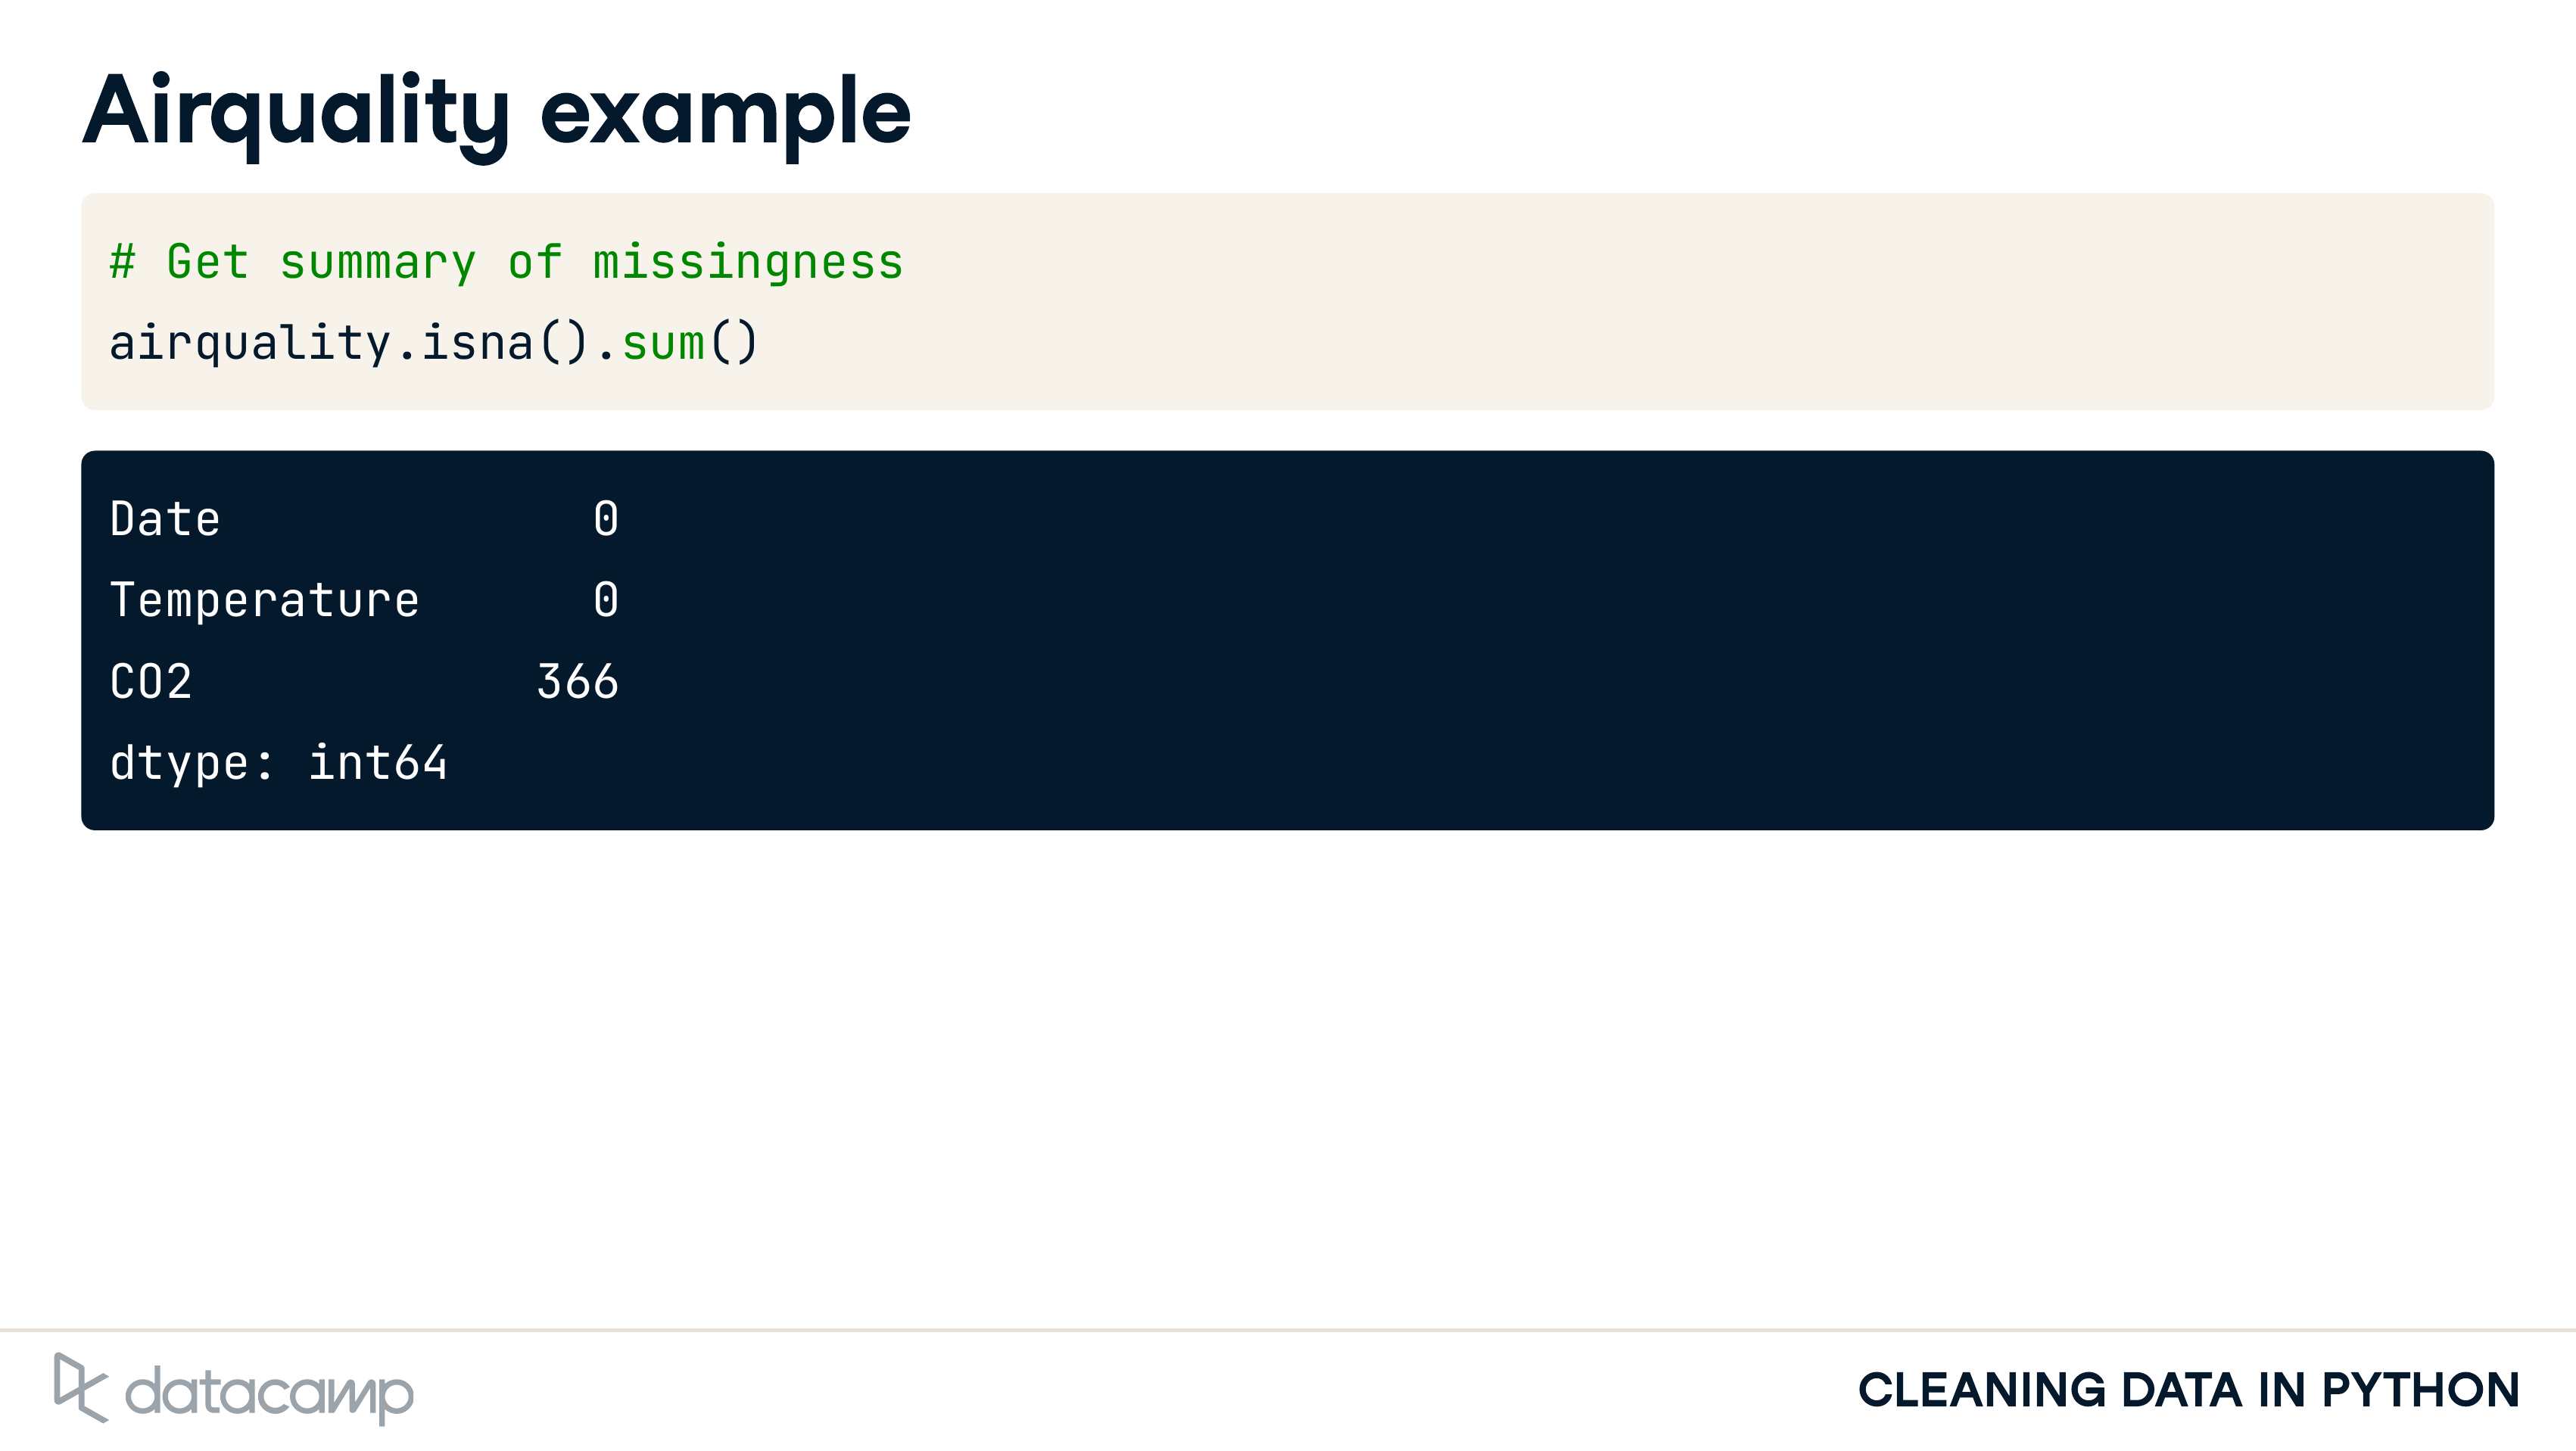 Airquality example
# Get summary of missingness
airquality.isna().sum()
Date             0
Temperature      0
CO2            366
dtype: int64
datacamp
CLEANING DATA IN PYTHON